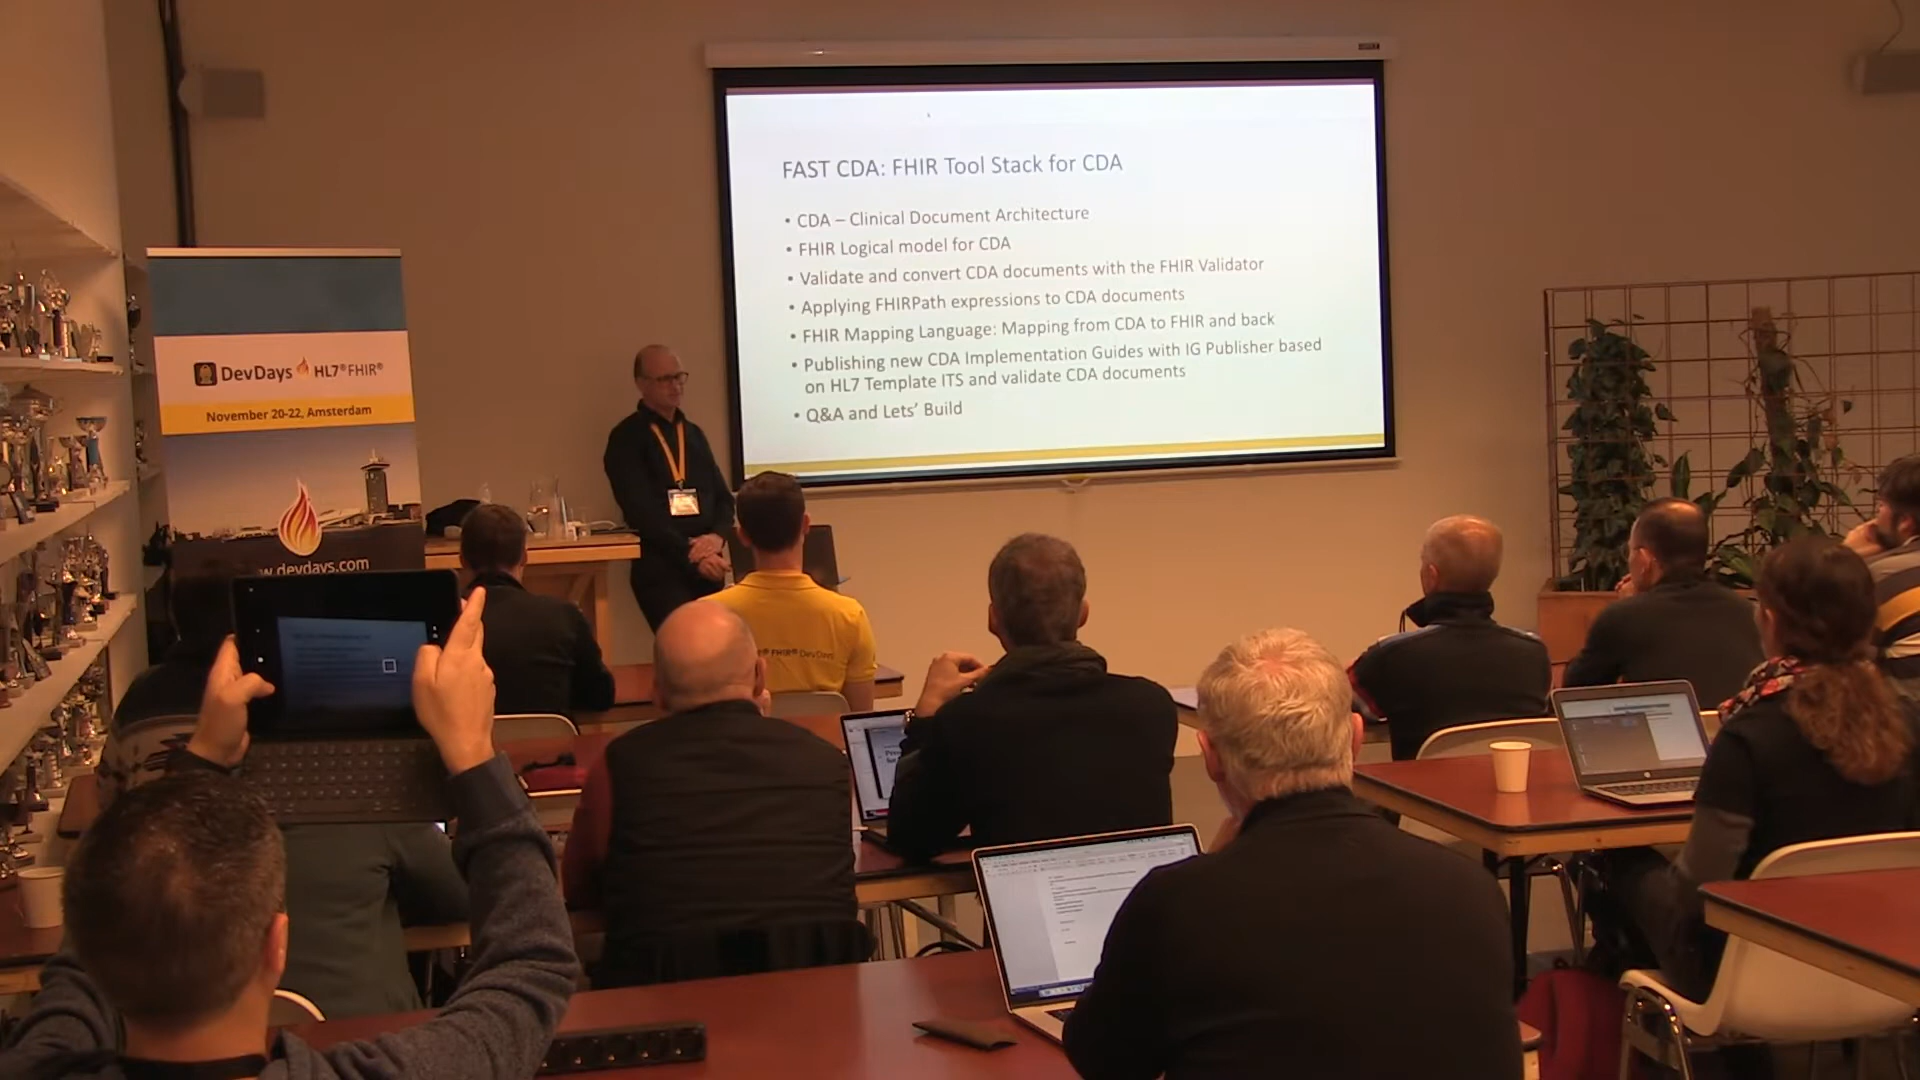 FAST CDA: FHIR Tool Stack for CDA
• CDA – Clinical Document Architecture
• FHIR Logical model for CDA
• Validate and convert CDA documents with the FHIR Validator
• Applying FHIRPath expressions to CDA documents
• FHIR Mapping Language: Mapping from CDA to FHIR and back
• Publishing new CDA Implementation Guides with IG Publisher based
on HL7 Template ITS and validate CDA documents
• Q&A and Lets’ Build
DevDays HL7® FHIR®
November 20-22, Amsterdam
w.devdays.com
® FHIR® DevDays